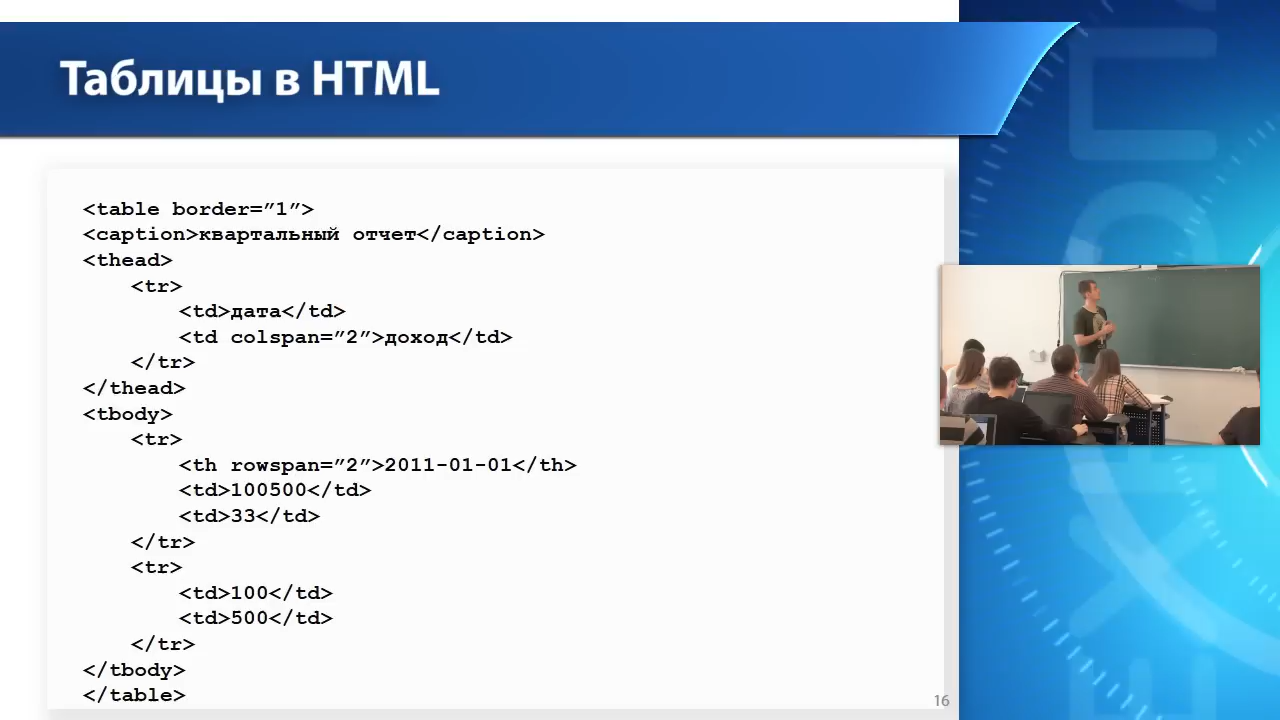 Таблицы в HTML
<table border=”1”>
<caption>квартальный отчет</caption>
<thead>
<tr>
<td>дата</td>
<td colspan=”2”>доход</td>
</tr>
</thead>
<tbody>
<tr>
<th rowspan=”2”>2011-01-01</th>
<td>100500</td>
<td>33</td>
</tr>
<tr>
<td>100</td>
<td>500</td>
</tr>
</tbody>
</table>
16